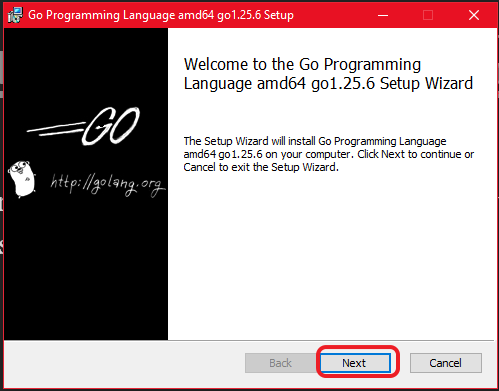 Go Programming Language amd64 go1.25.6 Setup
Welcome to the Go Programming
Language amd64 go1.25.6 Setup Wizard
GO
The Setup Wizard will install Go Programming Language
amd64 go1.25.6 on your computer. Click Next to continue or
Cancel to exit the Setup Wizard.
http://golang.org
Back
Next
Cancel